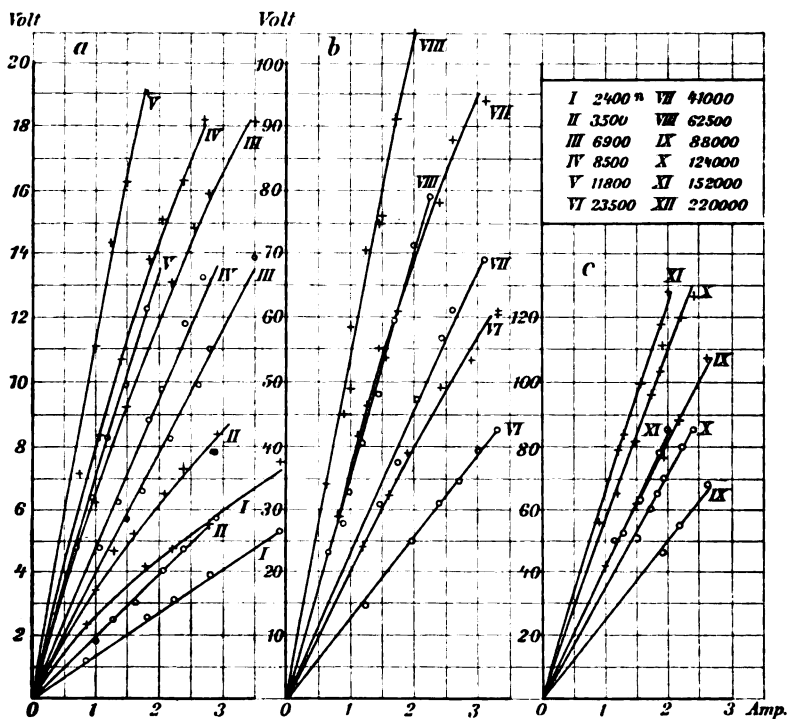 Volt Volt
a b
20 100
18 90
16 80
14 70
12 60
10 50
8 40
6 30
4 20
2 10
0 1 2 3 0 1 2 3 0 1 2 3 Amp.
V IV III V IV III II I II I
VIII VII VIII VII VI VI
I 2400 n VII 41000
II 3500 VIII 62500
III 6900 IX 88000
IV 8500 X 124000
V 11800 XI 152000
VI 23500 XII 220000
c
XI X
120
IX
100
XI X
80
IX
60
40
20